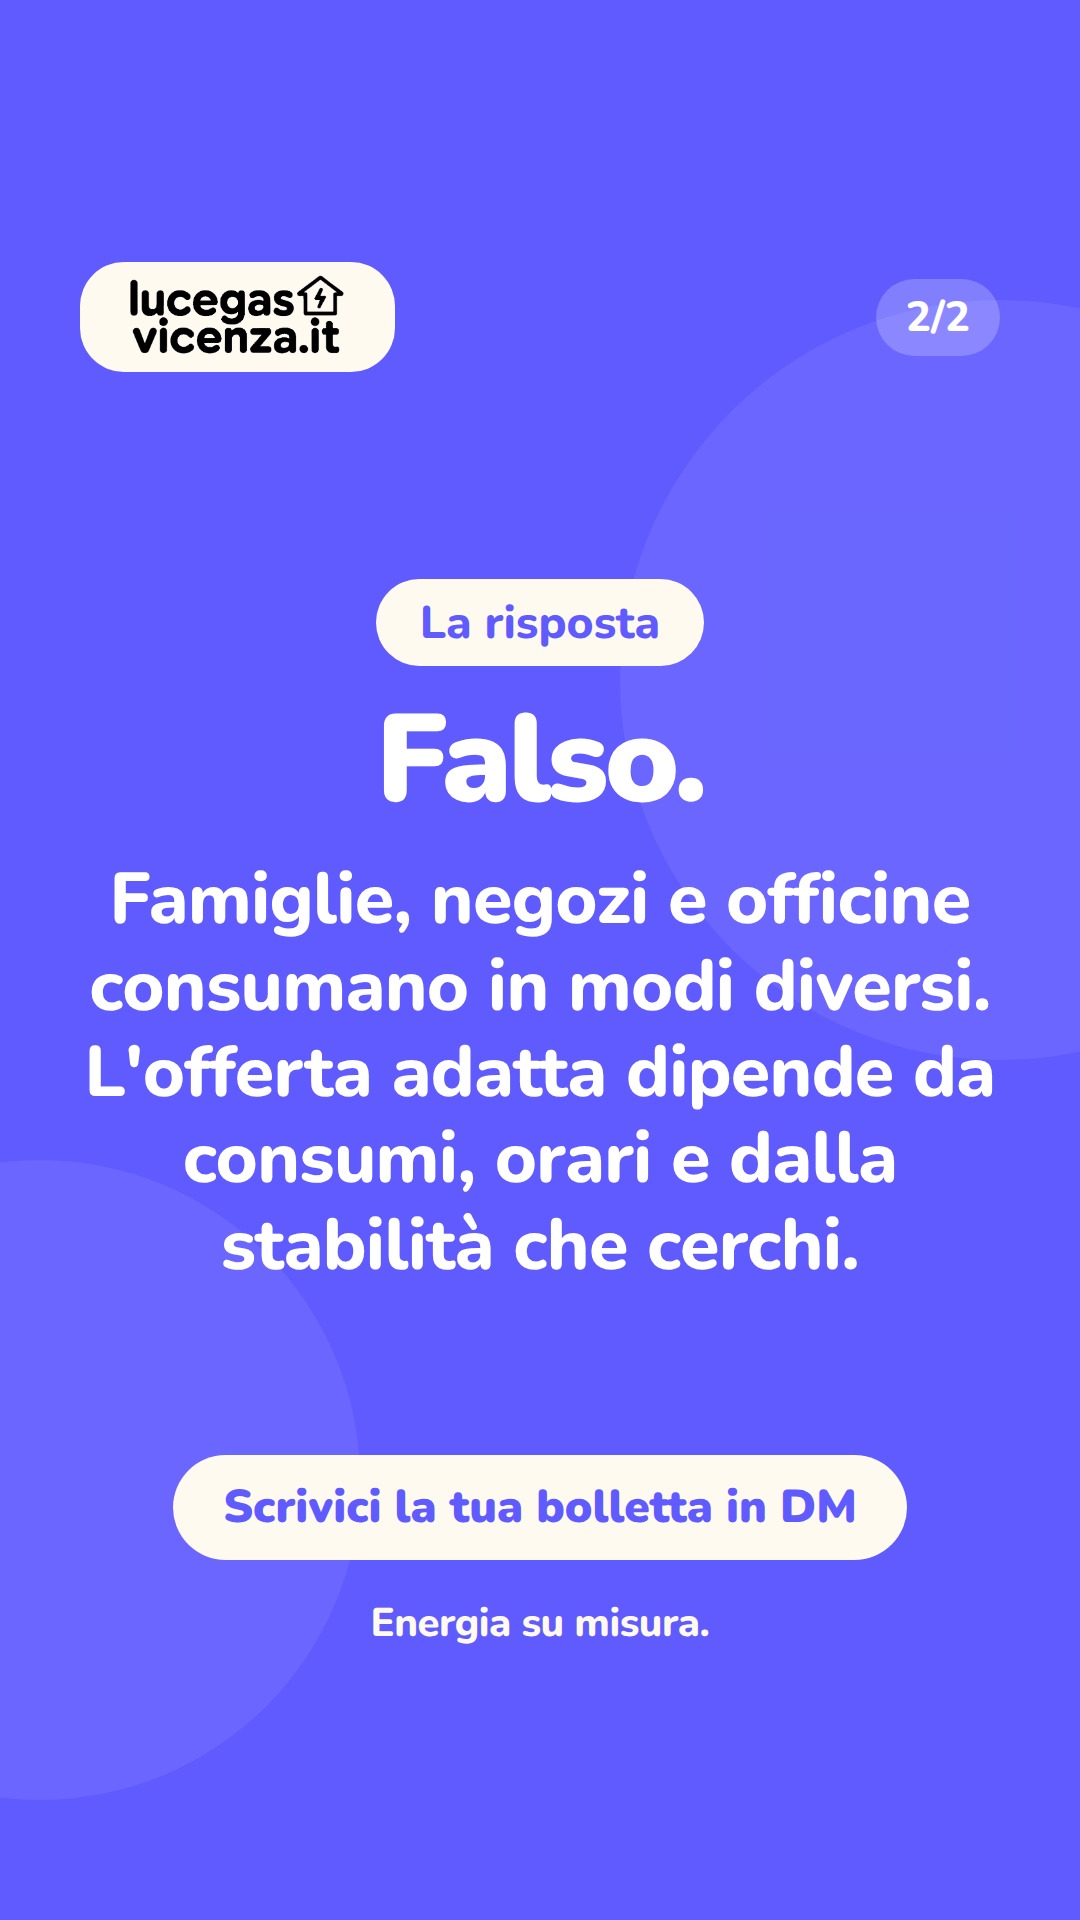 lucegas
vicenza.it
2/2
La risposta
Falso.
Famiglie, negozi e officine
consumano in modi diversi.
L'offerta adatta dipende da
consumi, orari e dalla
stabilità che cerchi.
Scrivici la tua bolletta in DM
Energia su misura.